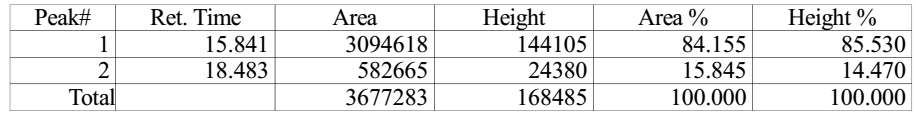 Peak# Ret. Time Area Height Area % Height %
1 15.841 3094618 144105 84.155 85.530
2 18.483 582665 24380 15.845 14.470
Total 3677283 168485 100.000 100.000